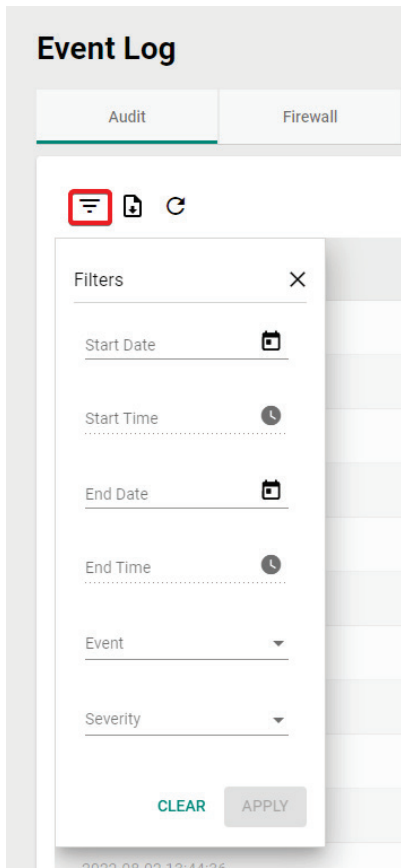 Event Log
Audit Firewall
Filters
Start Date
Start Time
End Date
End Time
Event
Severity
CLEAR APPLY